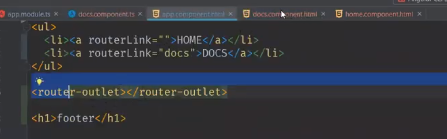 app.module.ts docs.component.ts app.component.html docs.component.html home.component.html
<ul>
<li><a routerLink="">HOME</a></li>
<li><a routerLink="docs">DOCS</a></li>
</ul>
<router-outlet></router-outlet>
<h1>footer</h1>